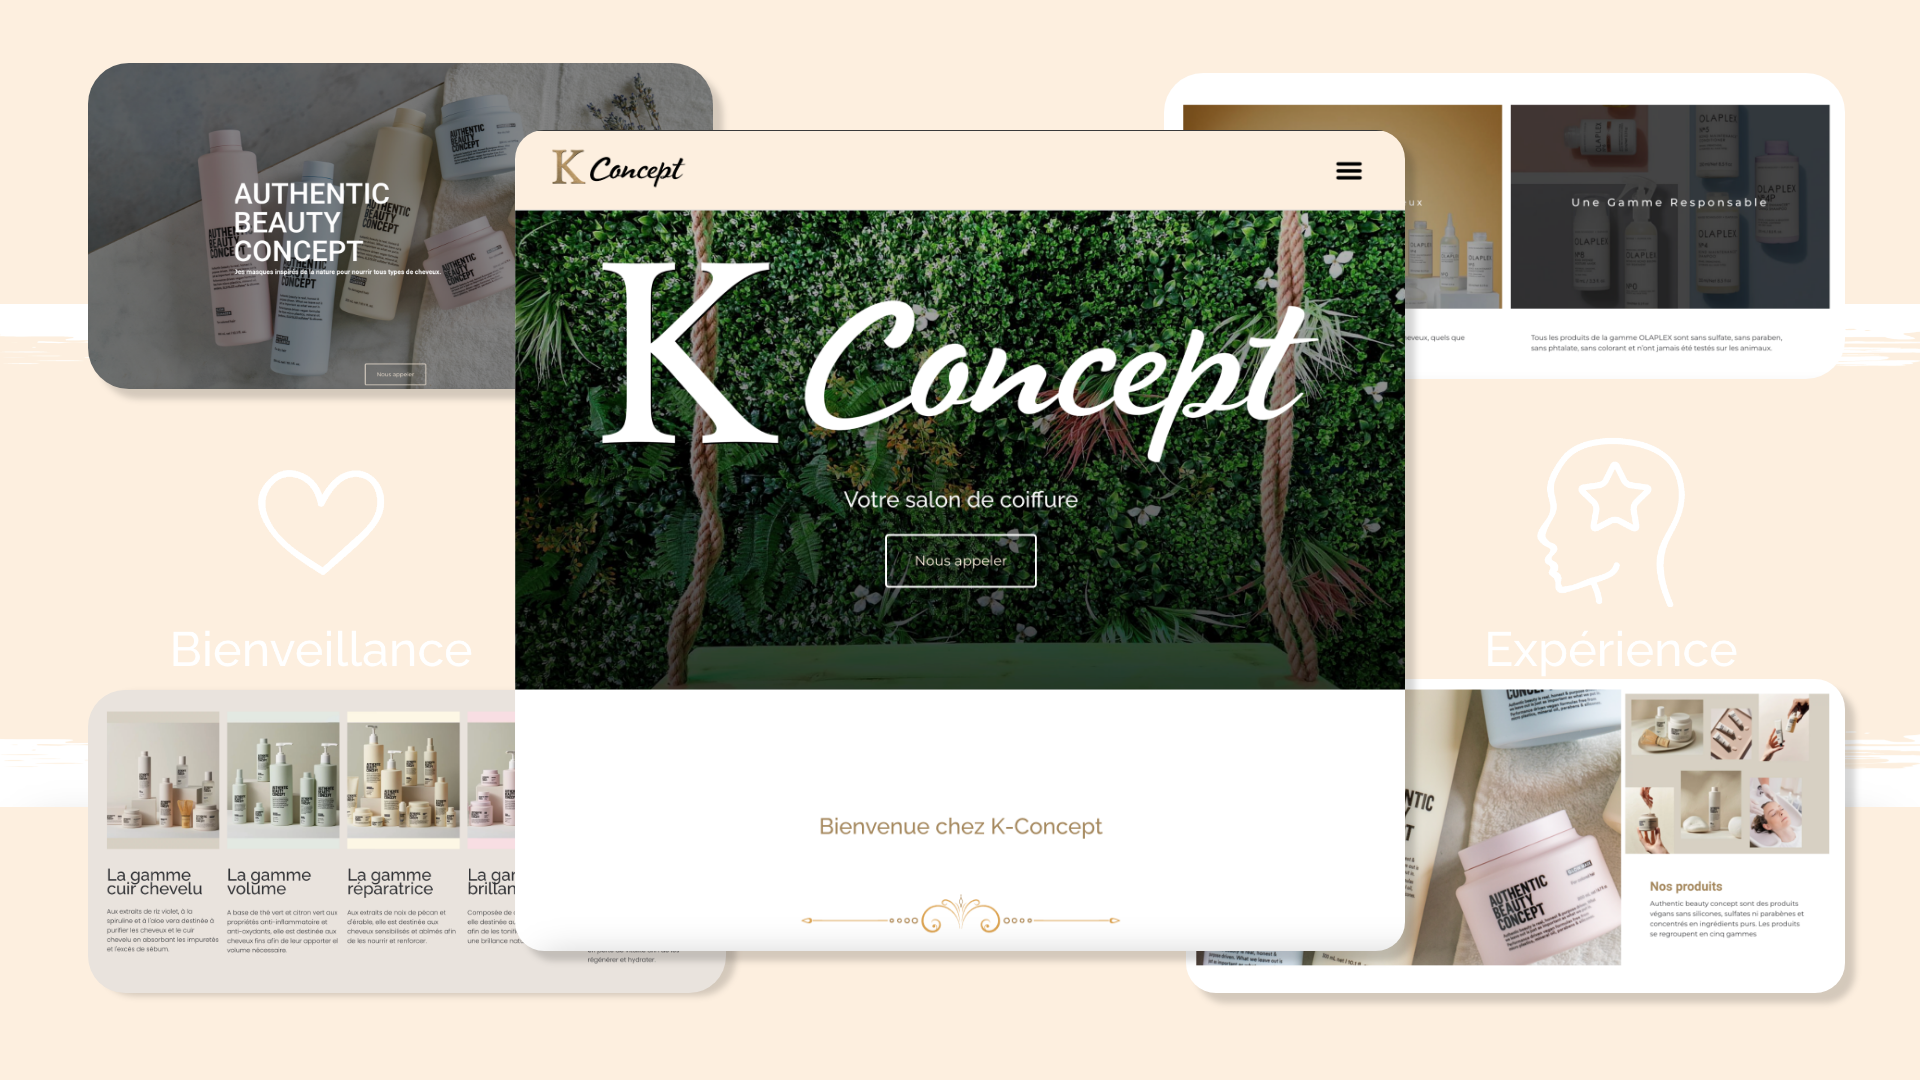 AUTHENTIC
BEAUTY
CONCEPT
Des masques inspirés de la nature pour nourrir tous types de cheveux.
Nous appeler
K Concept
K Concept
Votre salon de coiffure
Nous appeler
Bienvenue chez K-Concept
ux
Une Gamme Responsable
OLAPLEX
cheveux, quels que
Tous les produits de la gamme OLAPLEX sont sans sulfate, sans paraben,
sans phtalate, sans colorant et n'ont jamais été testés sur les animaux.
Bienveillance
Expérience
La gamme
cuir chevelu
Aux extraits de riz violet, à la
spiruline et à l'aloe vera destinée à
purifier les cheveux et le cuir
chevelu en absorbant les impuretés
et l'excés de sébum.
La gamme
volume
A base de thé vert et citron vert aux
propriétés anti-inflammatoire et
anti-oxydants, elle est destinée aux
cheveux fins afin de leur apporter el
volume nécessaire.
La gamme
réparatrice
Aux extraits de noix de pécan et
d'érable, elle est destinée aux
cheveux sensibilisés et abîmés afin
de les nourrir et renforcer.
La ga
brillan
Composée de
elle destinée au
afin de les tonifi
une brillance nat
régénérer et hydrater.
AUTHENTIC
BEAUTY
CONCEPT
Nos produits
Authentic beauty concept sont des produits
végans sans silicones, sulfates ni parabènes et
concentrés en ingrédients purs. Les produits
se regroupent en cinq gammes